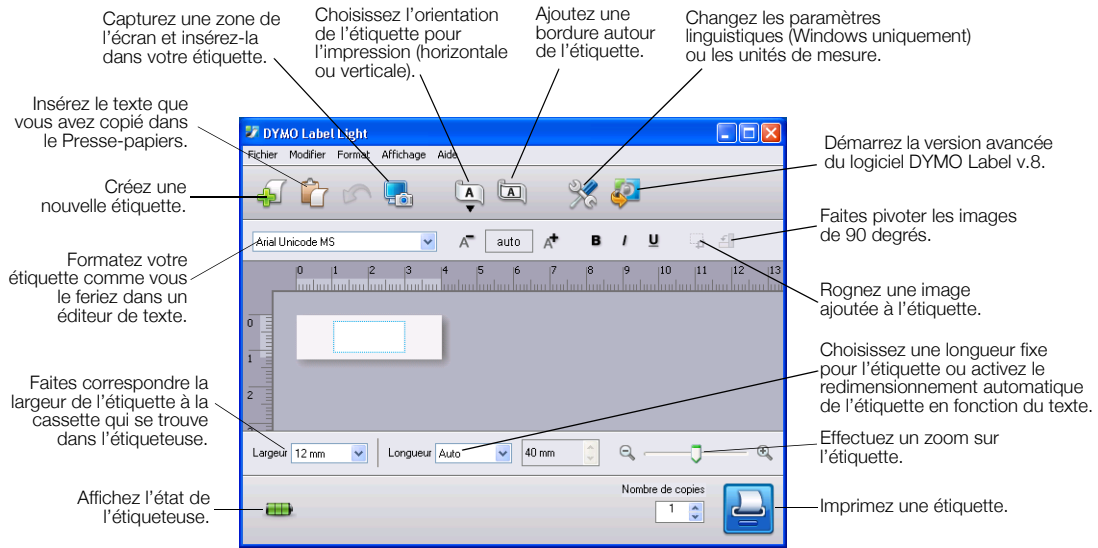 Capturez une zone de
l'écran et insérez-la
dans votre étiquette.
Choisissez l'orientation
de l'étiquette pour
l'impression (horizontale
ou verticale).
Ajoutez une
bordure autour
de l'étiquette.
Changez les paramètres
linguistiques (Windows uniquement)
ou les unités de mesure.
Insérez le texte que
vous avez copié dans
le Presse-papiers.
Créez une
nouvelle étiquette.
Formatez votre
étiquette comme vous
le feriez dans un
éditeur de texte.
Faites correspondre la
largeur de l'étiquette à la
cassette qui se trouve
dans l'étiqueteuse.
Affichez l'état de
l'étiqueteuse.
DYMO Label Light
Fichier Modifier Format Affichage Aide
A A
Arial Unicode MS A- auto A+ B I U
0 1 2 3 4 5 6 7 8 9 10 11 12 13
0
1
2
3
Largeur 12 mm Longueur Auto 40 mm
Nombre de copies
1
Démarrez la version avancée
du logiciel DYMO Label v.8.
Faites pivoter les images
de 90 degrés.
Rognez une image
ajoutée à l'étiquette.
Choisissez une longueur fixe
pour l'étiquette ou activez le
redimensionnement automatique
de l'étiquette en fonction du texte.
Effectuez un zoom sur
l'étiquette.
Imprimez une étiquette.